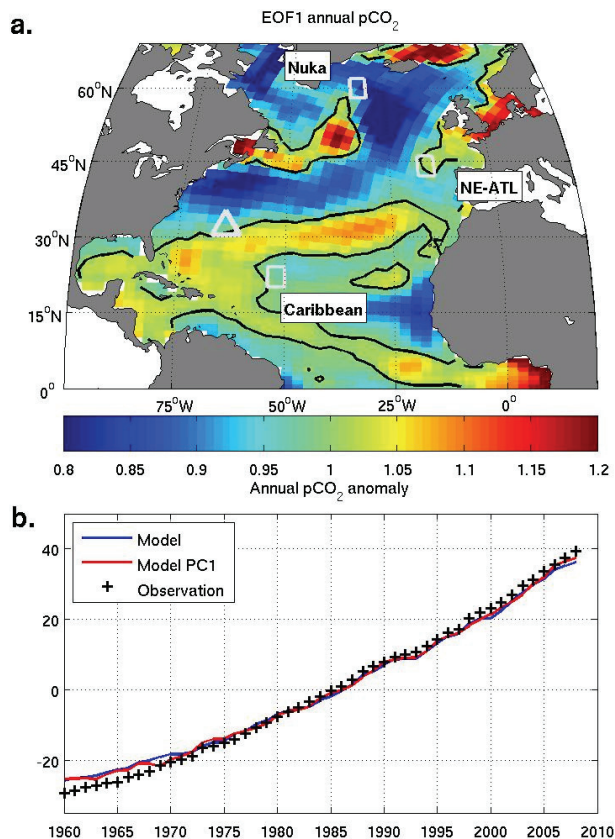 EOF1 annual pCO₂
a.
Nuka
60°N
45°N
NE-ATL
30°N
15°N
Caribbean
0°
75°W 50°W 25°W 0°
0.8 0.85 0.9 0.95 1 1.05 1.1 1.15 1.2
Annual pCO₂ anomaly
b.
Model
Model PC1
Observation
40
20
0
-20
1960 1965 1970 1975 1980 1985 1990 1995 2000 2005 2010